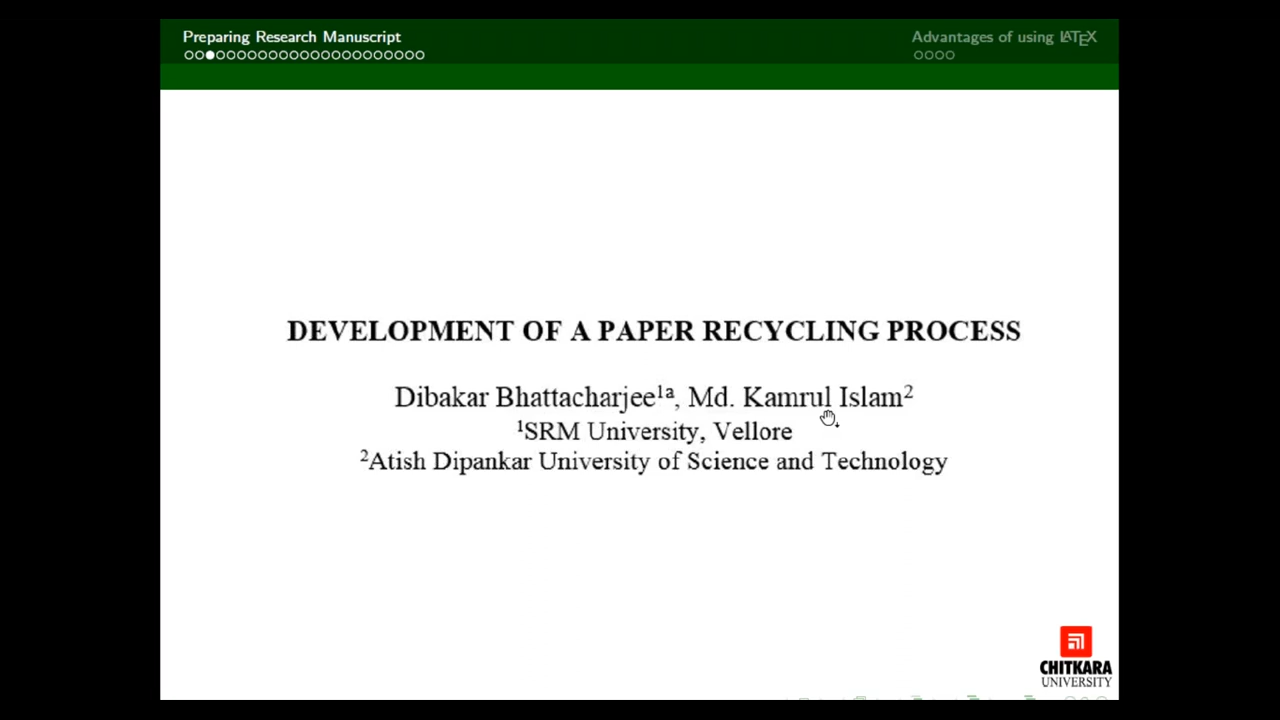 Preparing Research Manuscript
Advantages of using LATEX
DEVELOPMENT OF A PAPER RECYCLING PROCESS
Dibakar Bhattacharjee¹ᵃ, Md. Kamrul Islam²
¹SRM University, Vellore
²Atish Dipankar University of Science and Technology
CHITKARA
UNIVERSITY